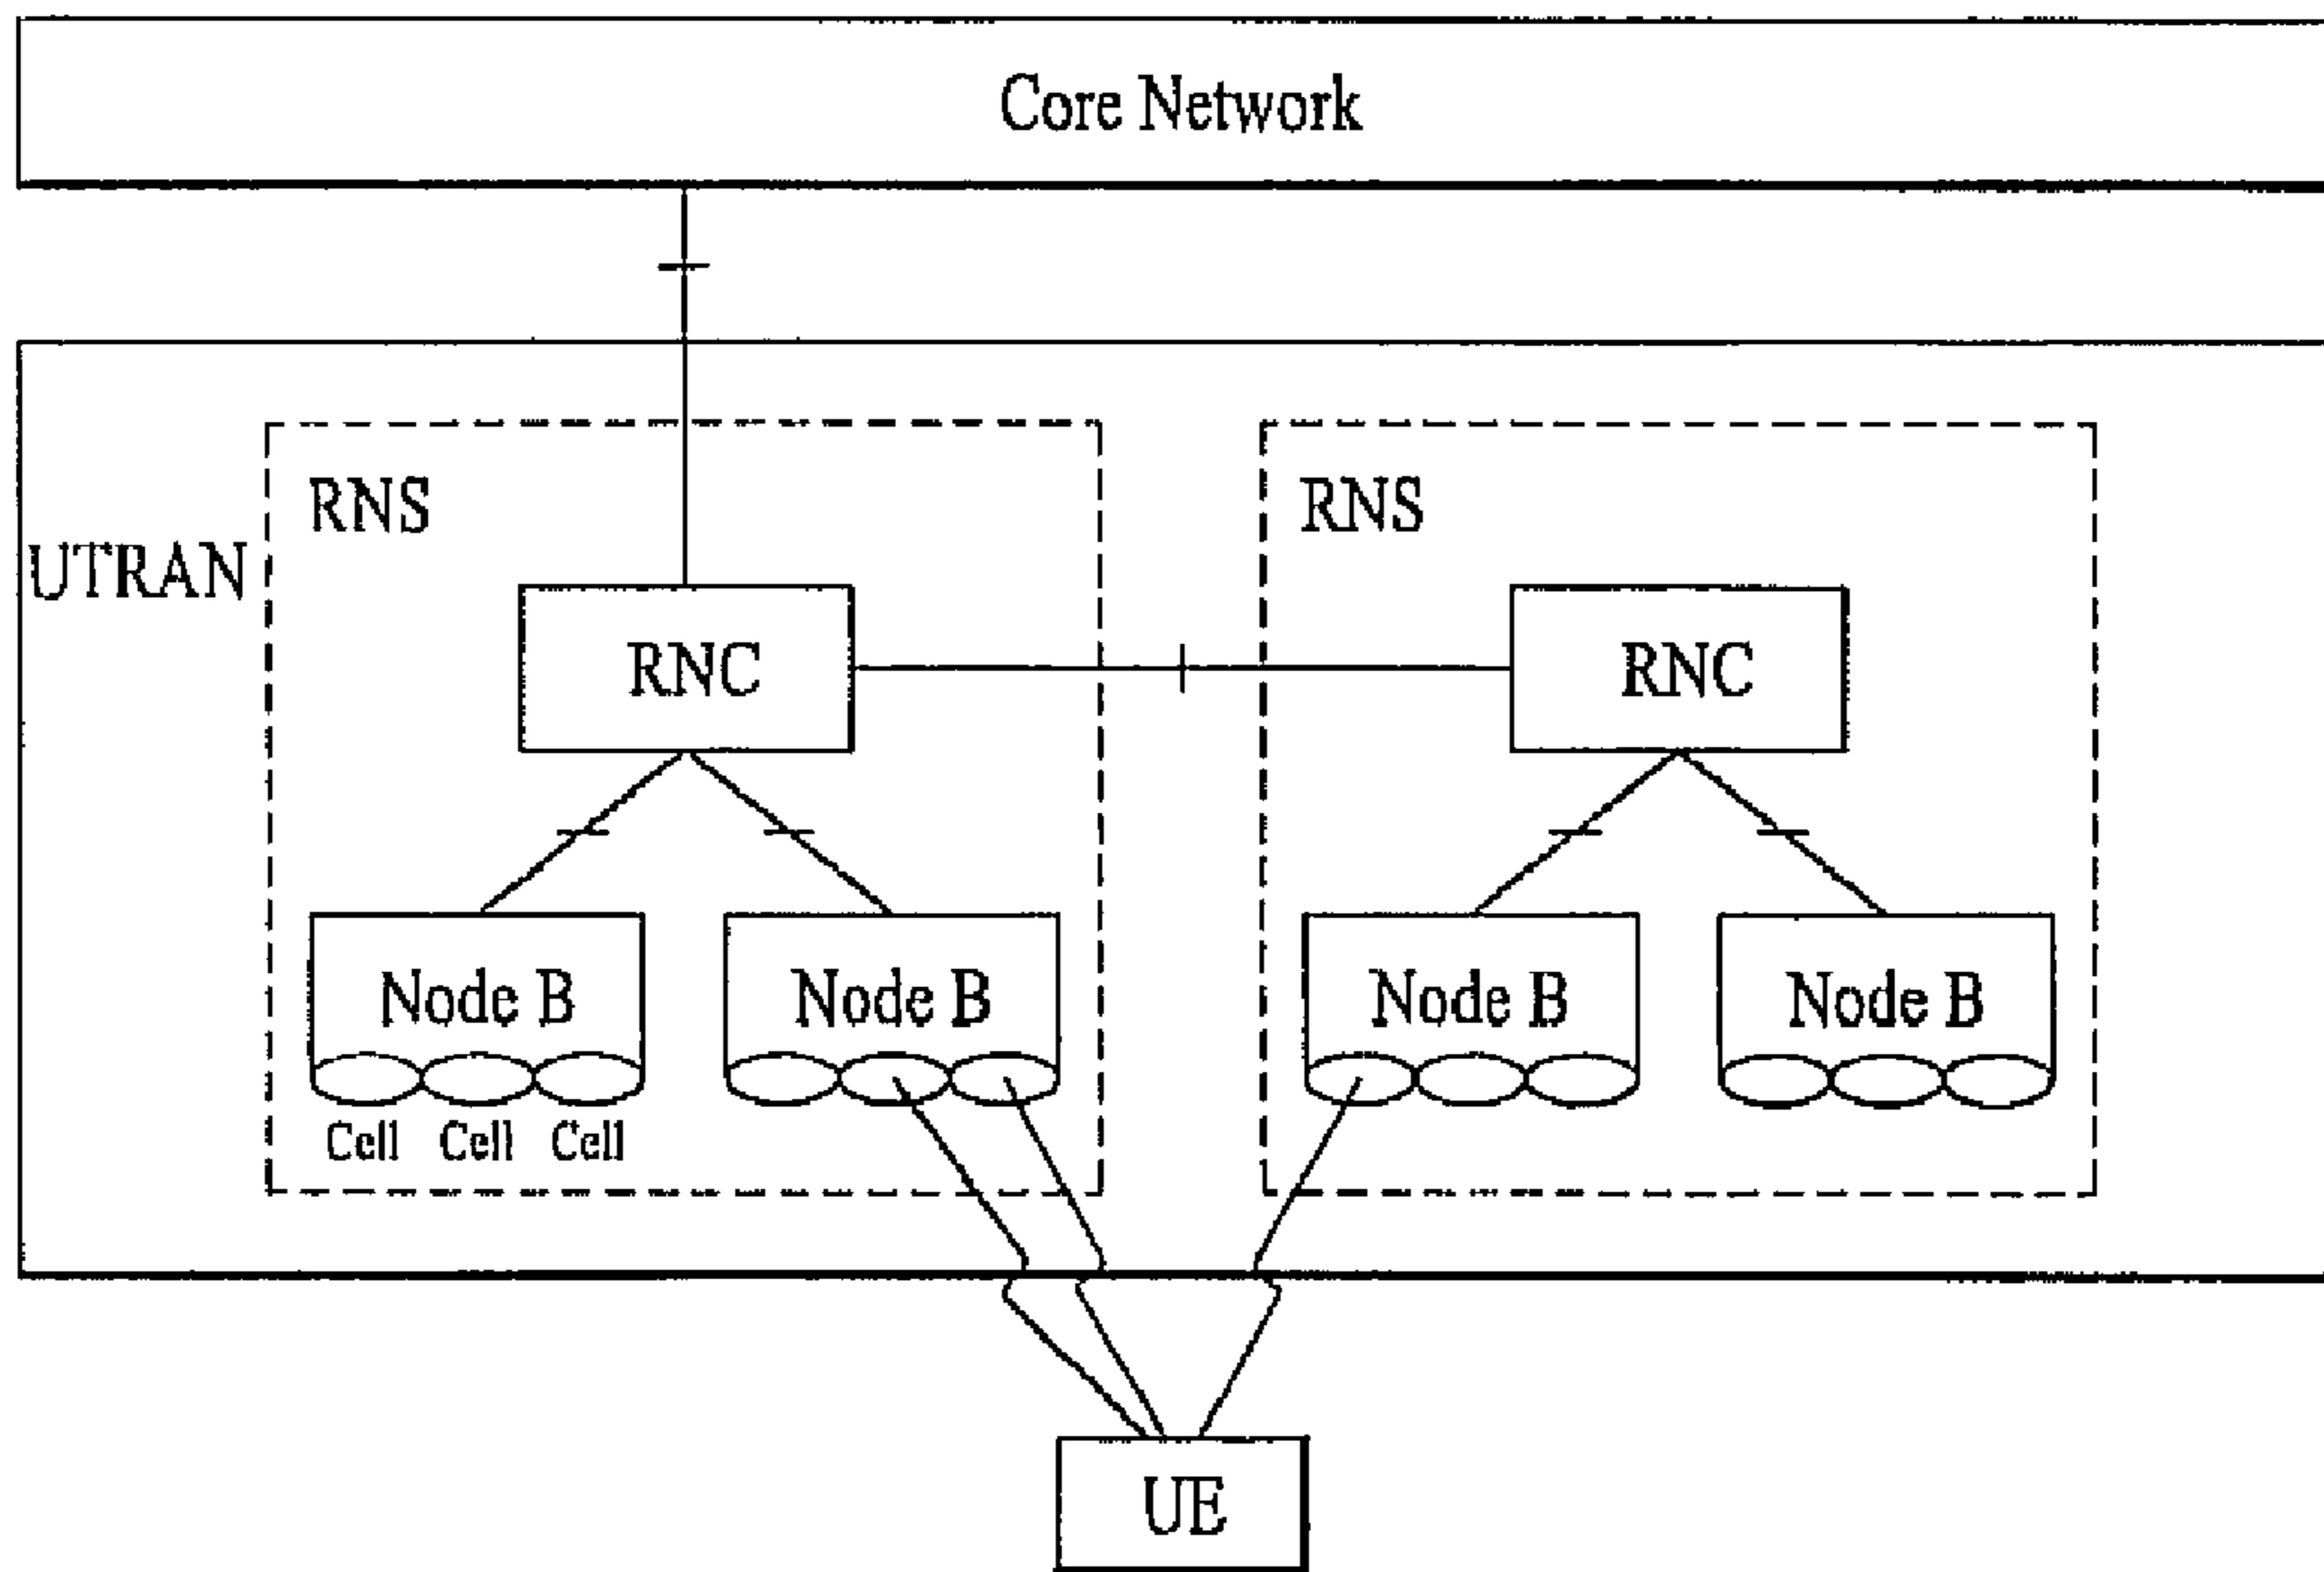 Core Network
RNS
RNS
UTRAN
RNC
RNC
Node B
Node B
Node B
Node B
Cell Cell Cell
UE